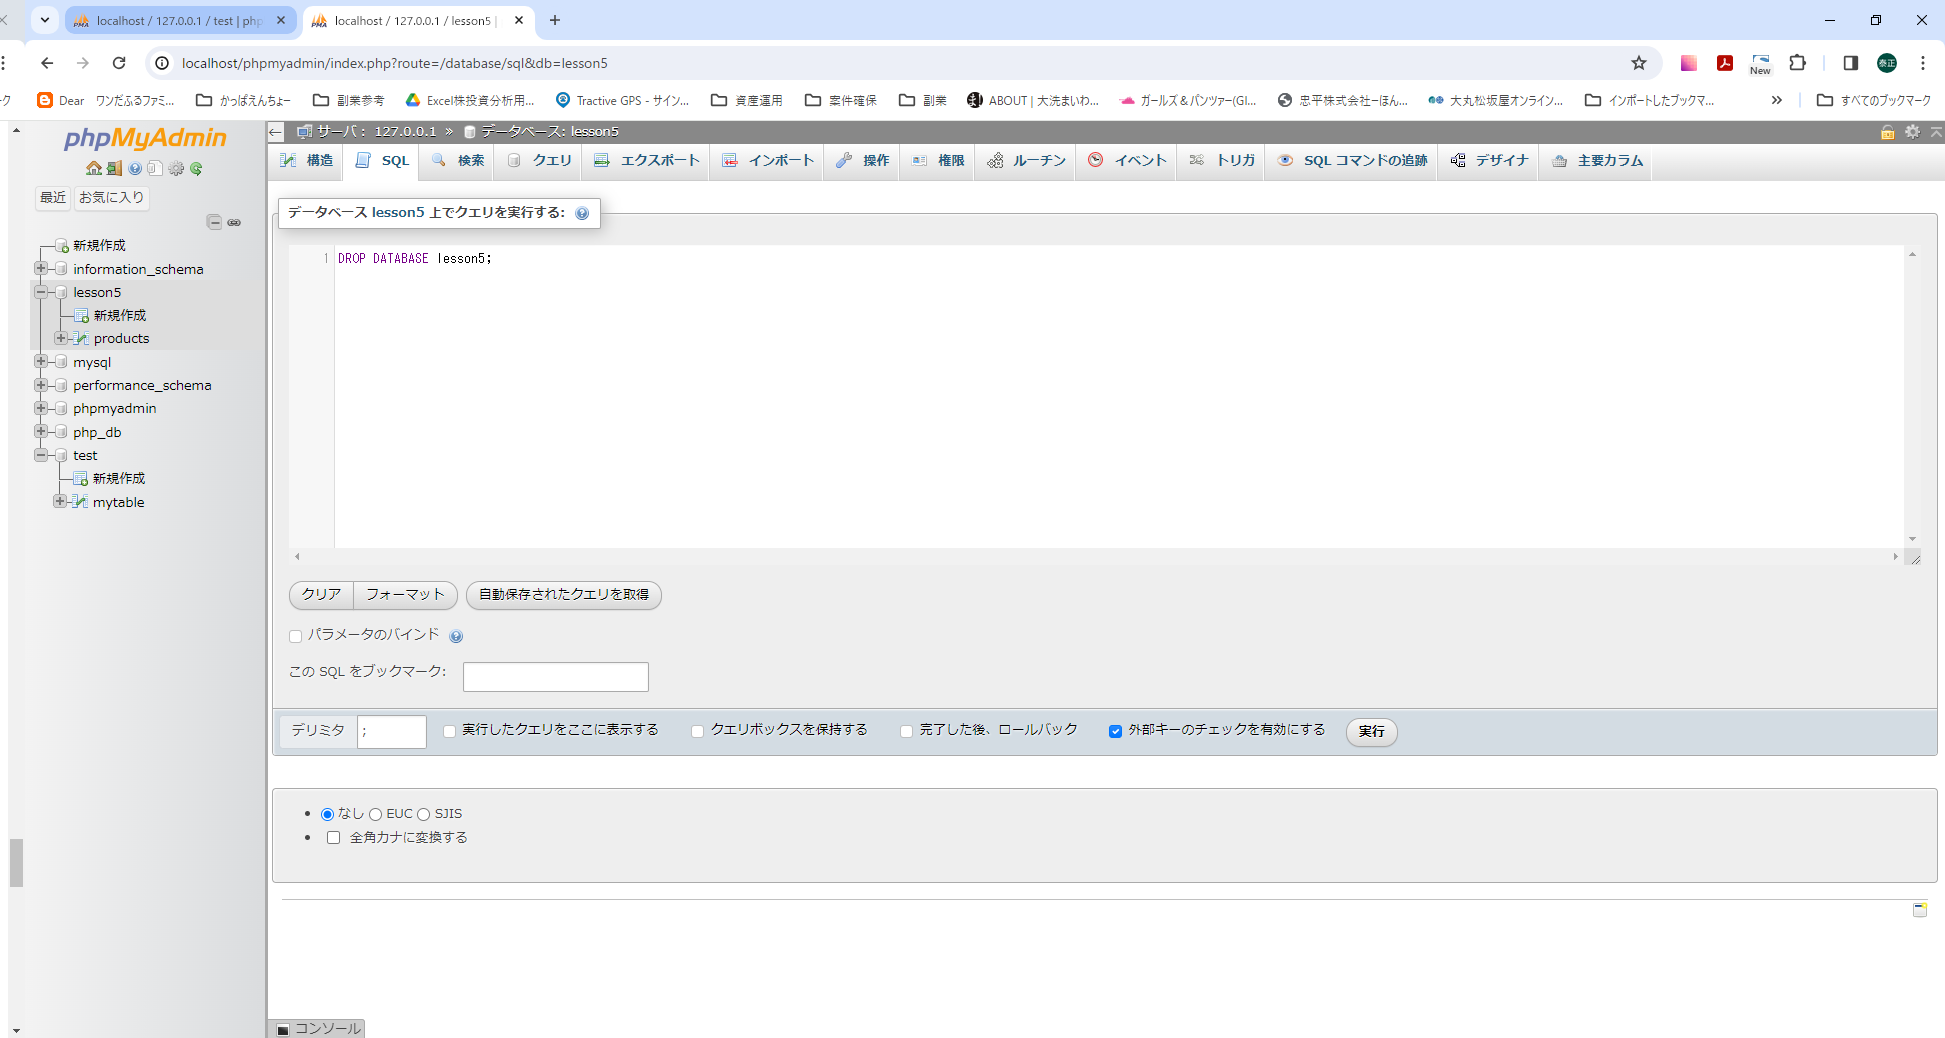 localhost / 127.0.0.1 / test | php
localhost / 127.0.0.1 / lesson5 |
localhost/phpmyadmin/index.php?route=/database/sql&db=lesson5
New
泰正
ク
Dear わんだふるファミ...
かっぱえんちょー
副業参考
Excel株投資分析用...
Tractive GPS - サイン...
資産運用
案件確保
副業
ABOUT | 大洗まいわ...
ガールズ＆パンツァー(GI...
忠平株式会社ーほん...
大丸松坂屋オンライン...
インポートしたブックマ...
»
すべてのブックマーク
phpMyAdmin
最近
お気に入り
新規作成
information_schema
lesson5
新規作成
products
mysql
performance_schema
phpmyadmin
php_db
test
新規作成
mytable
サーバ： 127.0.0.1 » データベース: lesson5
構造
SQL
検索
クエリ
エクスポート
インポート
操作
権限
ルーチン
イベント
トリガ
SQL コマンドの追跡
デザイナ
主要カラム
データベース lesson5 上でクエリを実行する:
1 DROP DATABASE lesson5;
クリア
フォーマット
自動保存されたクエリを取得
パラメータのバインド
この SQL をブックマーク:
デリミタ ;
実行したクエリをここに表示する
クエリボックスを保持する
完了した後、ロールバック
外部キーのチェックを有効にする
実行
なし EUC SJIS
全角カナに変換する
コンソール